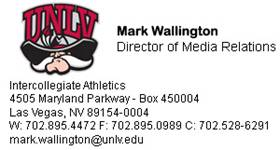 UNLV
Mark Wallington
Director of Media Relations
Intercollegiate Athletics
4505 Maryland Parkway - Box 450004
Las Vegas, NV 89154-0004
W: 702.895.4472 F: 702.895.0989 C: 702.528-6291
mark.wallington@unlv.edu